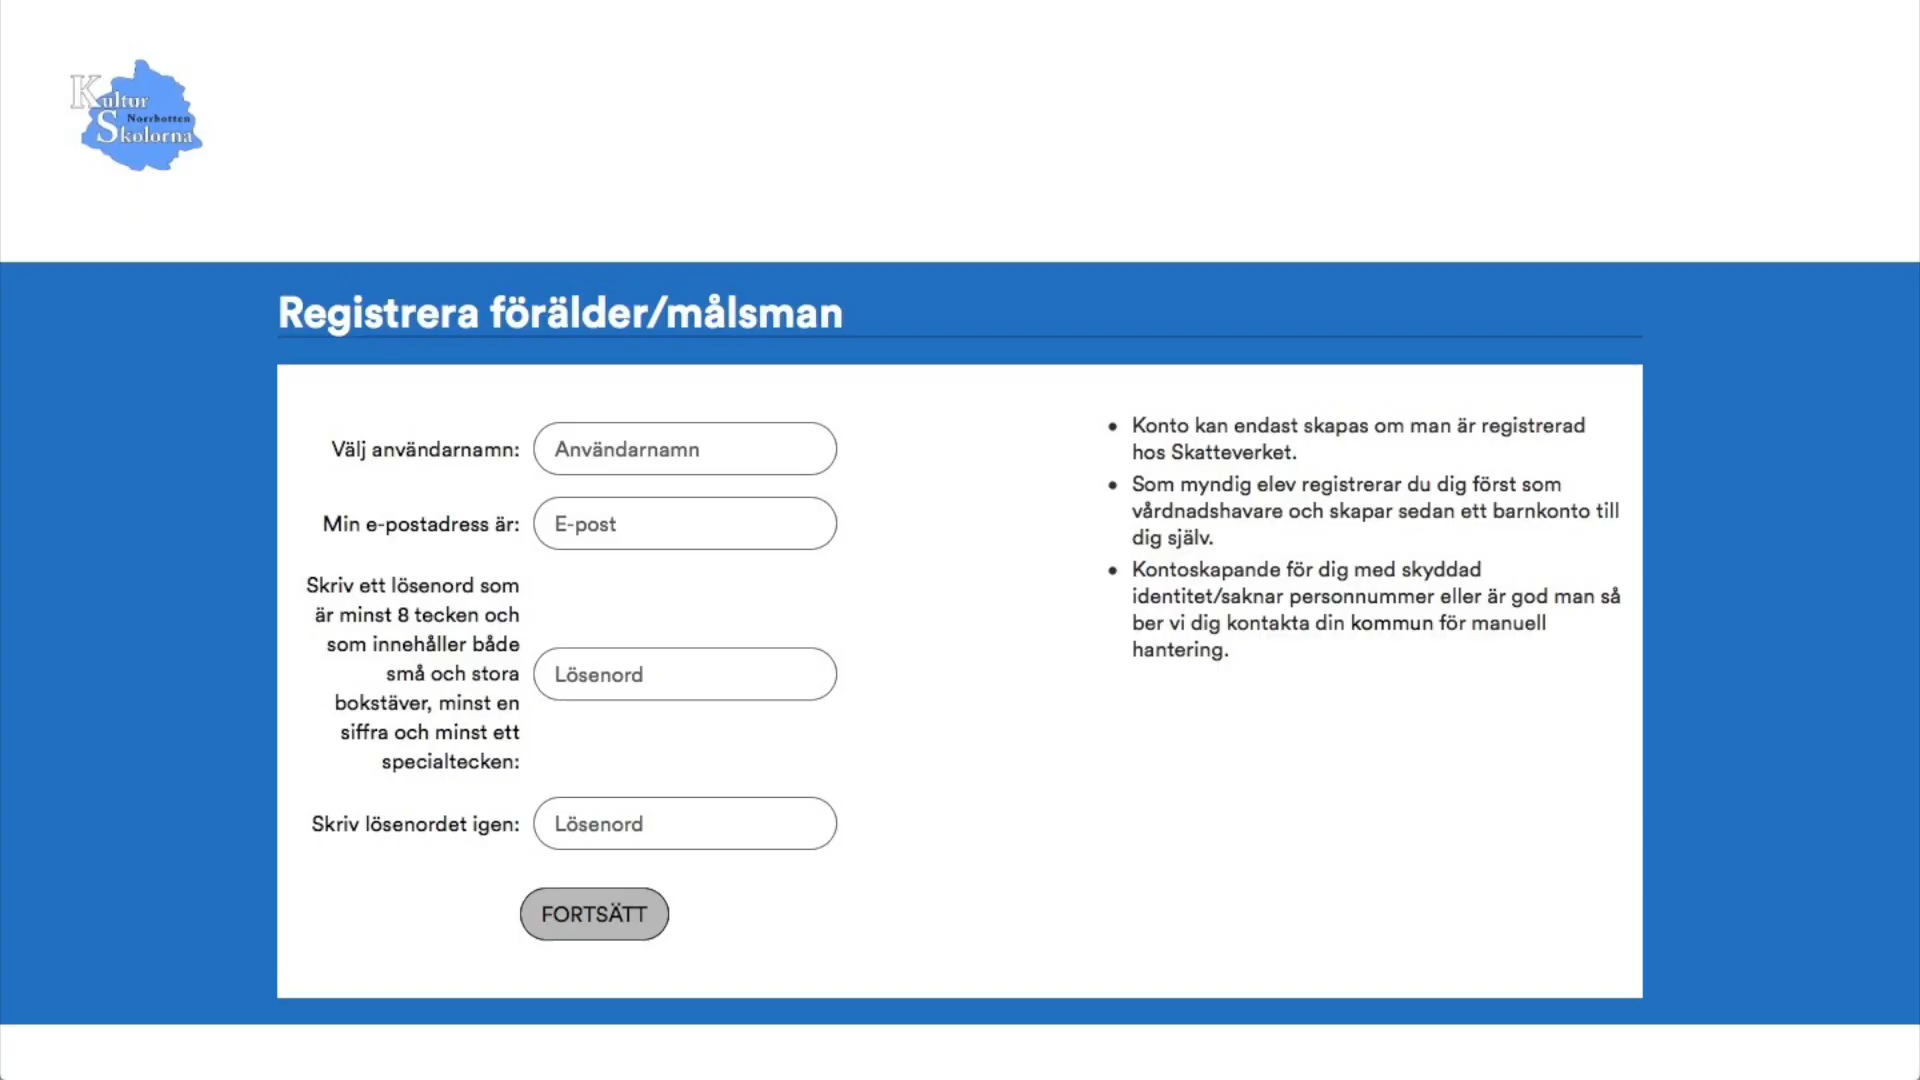 Kultur
Norrbotten
Skolorna
Registrera förälder/målsman
Välj användarnamn:
Användarnamn
Min e-postadress är:
E-post
Skriv ett lösenord som
är minst 8 tecken och
som innehåller både
små och stora
bokstäver, minst en
siffra och minst ett
specialtecken:
Lösenord
Skriv lösenordet igen:
Lösenord
FORTSÄTT
• Konto kan endast skapas om man är registrerad
hos Skatteverket.
• Som myndig elev registrerar du dig först som
vårdnadshavare och skapar sedan ett barnkonto till
dig själv.
• Kontoskapande för dig med skyddad
identitet/saknar personnummer eller är god man så
ber vi dig kontakta din kommun för manuell
hantering.